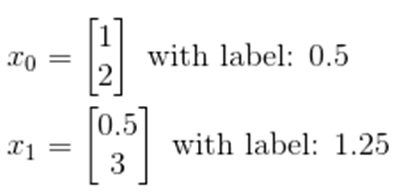 x₀ = [1 2] with label: 0.5
x₁ = [0.5 3] with label: 1.25